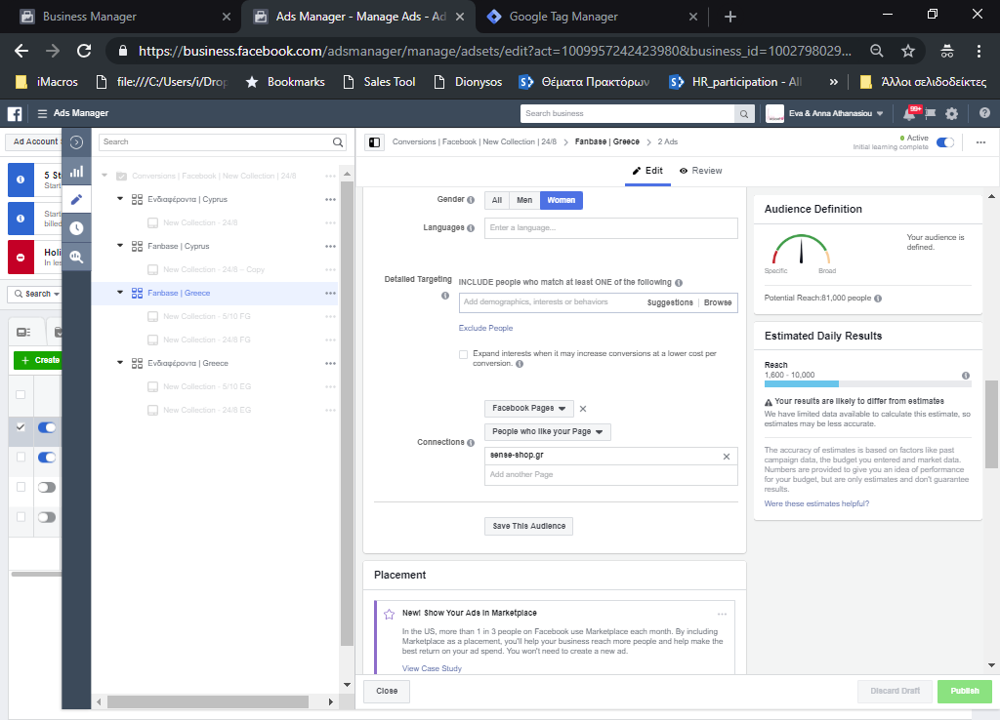 Business Manager
Ads Manager - Manage Ads - Ad
Google Tag Manager
https://business.facebook.com/adsmanager/manage/adsets/edit?act=10099572424239808&business_id=1002798029...
iMacros
file:///C:/Users/i/Drop
Bookmarks
Sales Tool
Dionysos
Θέματα Πρακτόρων
HR_participation - All
»
Άλλοι σελιδοδείκτες
Ads Manager
Search business
Eva & Anna Athanasiou
99+
Ad Account
Search
Conversions | Facebook | New Collection | 24/8
Fanbase | Greece
2 Ads
Active
Initial learning complete
Edit
Review
5 St
Start
Start
billed
Holi
In les
Search
Create
Conversions | Facebook | New Collection | 24/8
Ενδιαφέροντα | Cyprus
New Collection - 24/8
Fanbase | Cyprus
New Collection - 24/8 – Copy
Fanbase | Greece
New Collection - 5/10 FG
New Collection - 24/8 FG
Ενδιαφέροντα | Greece
New Collection - 5/10 EG
New Collection - 24/8 EG
Gender
All
Men
Women
Languages
Enter a language...
Detailed Targeting
INCLUDE people who match at least ONE of the following
Add demographics, interests or behaviors
Suggestions
Browse
Exclude People
Expand interests when it may increase conversions at a lower cost per
conversion.
Facebook Pages
People who like your Page
Connections
sense-shop.gr
Add another Page
Save This Audience
Placement
New! Show Your Ads in Marketplace
In the US, more than 1 in 3 people on Facebook use Marketplace each month. By including
Marketplace as a placement, you'll help your business reach more people and help make the
best return on your ad spend. You won't need to create a new ad.
View Case Study
Audience Definition
Specific
Broad
Your audience is
defined.
Potential Reach:81,000 people
Estimated Daily Results
Reach
1,600 - 10,000
Your results are likely to differ from estimates
We have limited data available to calculate this estimate, so
estimates may be less accurate.
The accuracy of estimates is based on factors like past
campaign data, the budget you entered and market data.
Numbers are provided to give you an idea of performance
for your budget, but are only estimates and don't guarantee
results.
Were these estimates helpful?
Close
Discard Draft
Publish